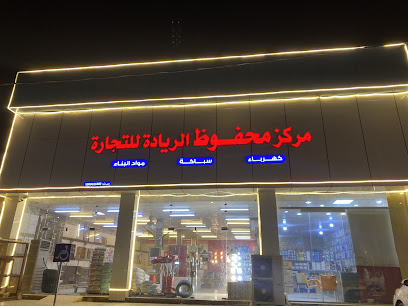 مركز محفوظ الريادة للتجارة
كهرباء سباكة مواد البناء